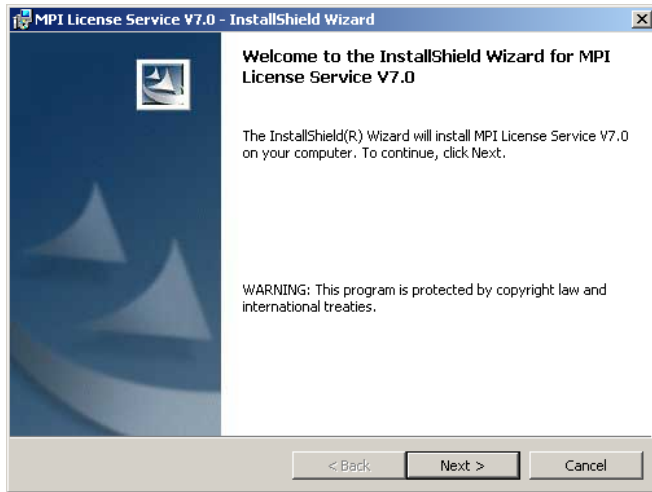 MPI License Service V7.0 - InstallShield Wizard
Welcome to the InstallShield Wizard for MPI
License Service V7.0
The InstallShield(R) Wizard will install MPI License Service V7.0
on your computer. To continue, click Next.
WARNING: This program is protected by copyright law and
international treaties.
< Back Next > Cancel